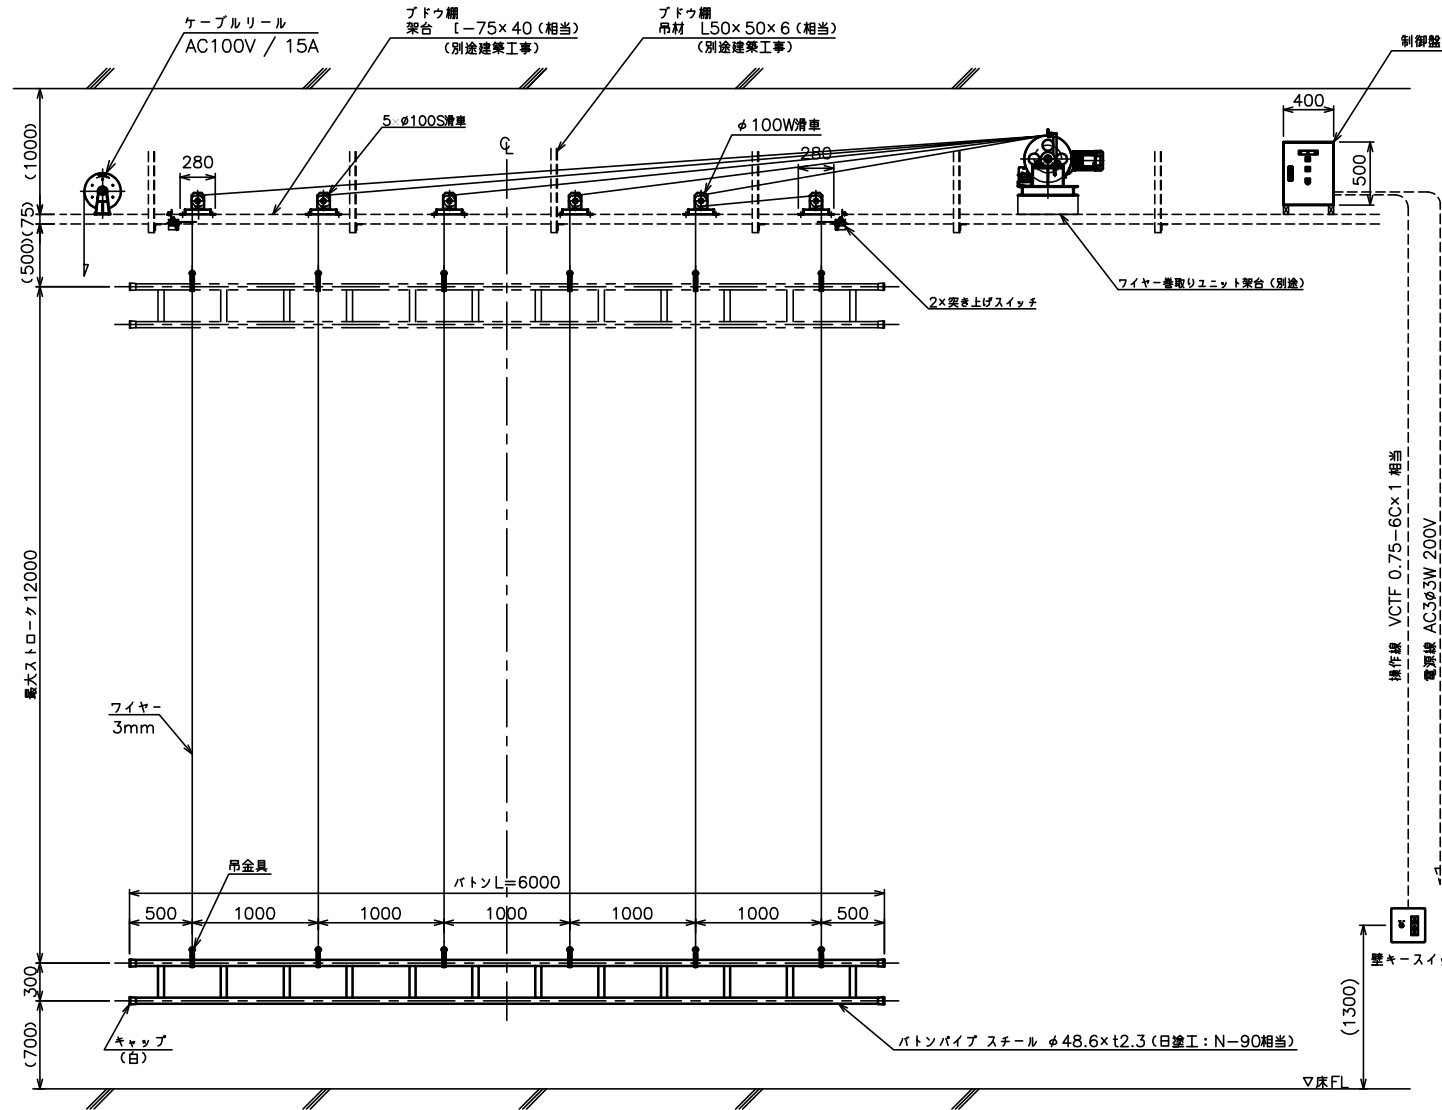 ケーブルリール
AC100V / 15A
ブドウ棚
架台 [−75×40（相当）
（別途建築工事）
ブドウ棚
吊材 L50×50×6（相当）
（別途建築工事）
制御盤
400
500
5×φ100S滑車
φ100W滑車
280
280
℄
(1000)
(75)
(500)
ワイヤー巻取りユニット架台（別途）
2×突き上げスイッチ
最大ストローク12000
操作線 VCTF 0.75−6C×1 相当
電源線 AC3φ3W 200V
ワイヤー
3mm
吊金具
バトンL=6000
500
1000
1000
1000
1000
1000
500
300
(700)
キャップ
（白）
バトンパイプ スチール φ48.6×t2.3（日塗工：N−90相当）
壁キースイ
(1300)
▽床FL